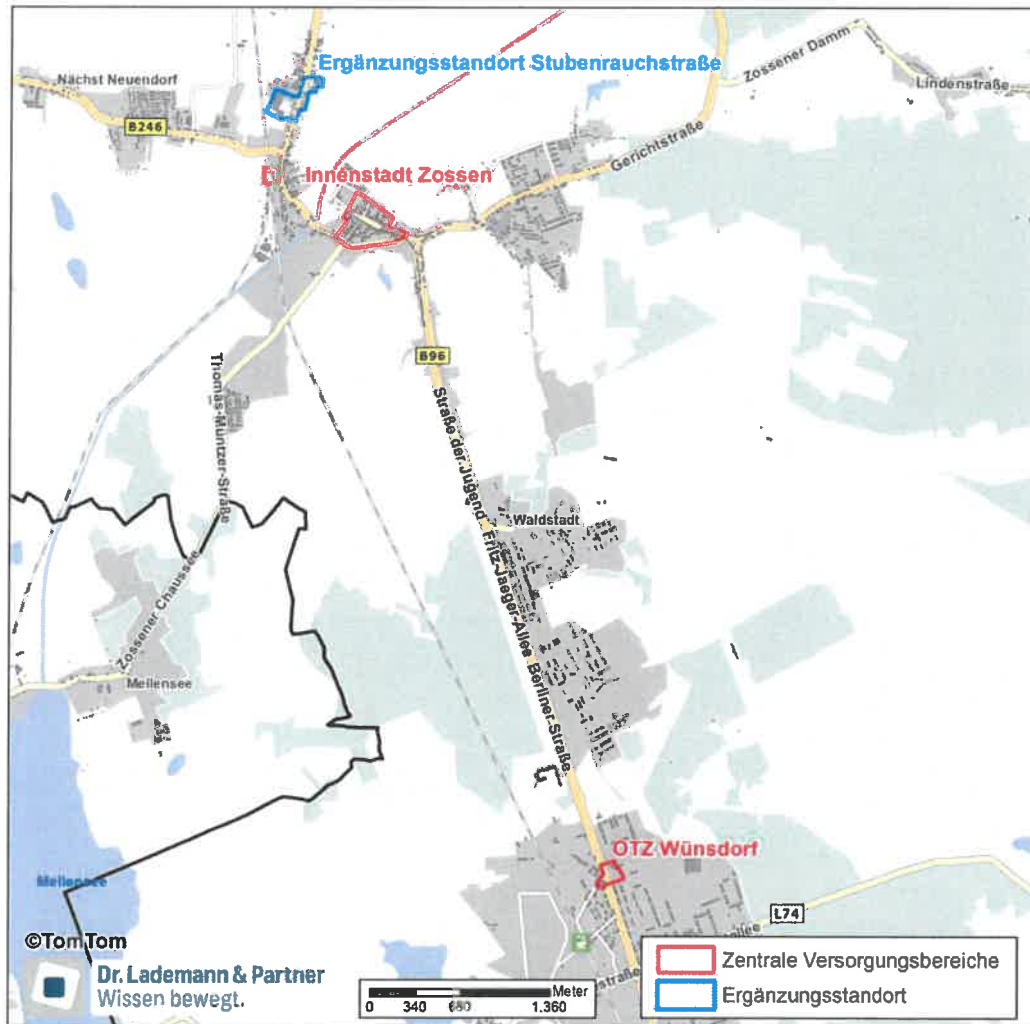 Ergänzungsstandort Stubenrauchstraße
Nächst Neuendorf
Zossener Damm
Lindenstraße
B246
Gerichtstraße
Innenstadt Zossen
B96
Thomas-Müntzer-Straße
Straße der Jugend
Waldstadt
Fritz-Jaeger-Allee
Zossener Chaussee
Berliner-Straße
Mellensee
OTZ Wünsdorf
Mellensee
L74
©TomTom
Dr. Lademann & Partner
Wissen bewegt.
Meter
0 340 680 1.360
Zentrale Versorgungsbereiche
Ergänzungsstandort